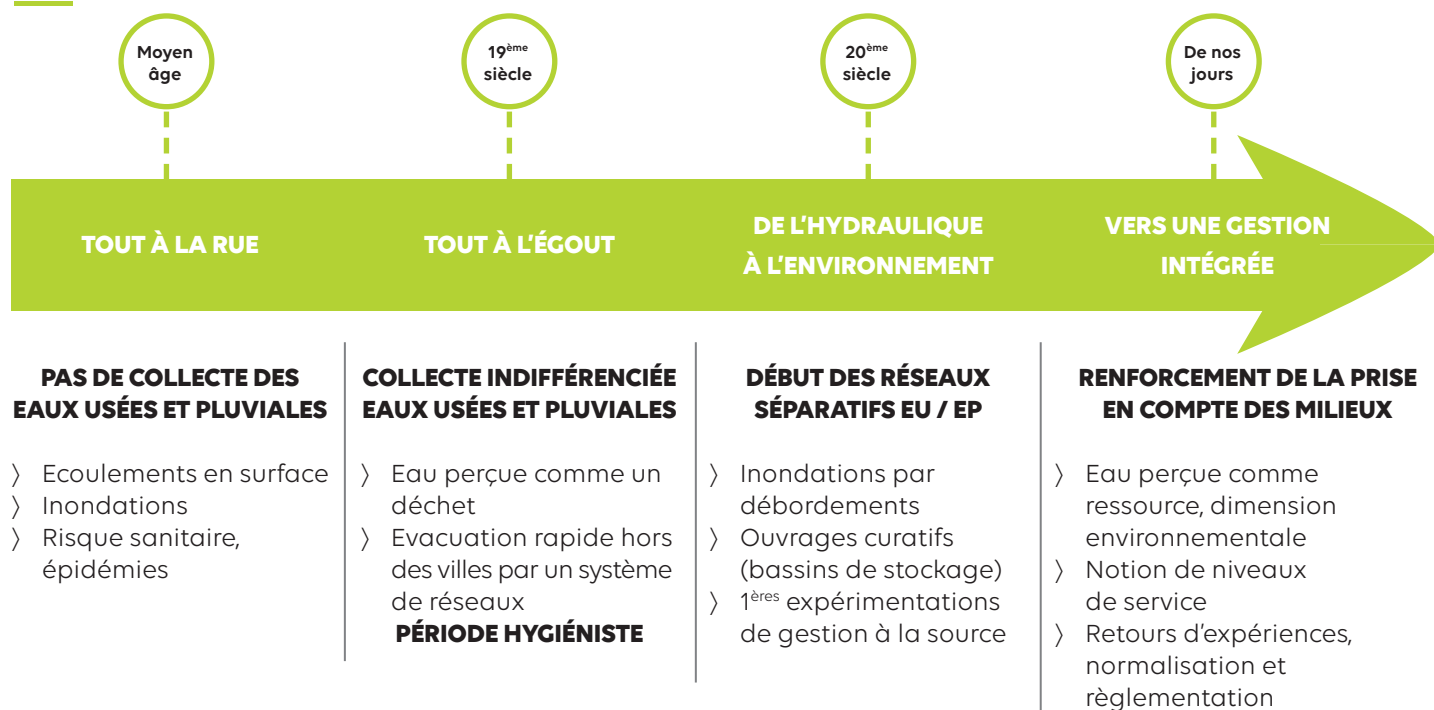 Moyen
âge
19ème
siècle
20ème
siècle
De nos
jours
TOUT À LA RUE
TOUT À L'ÉGOUT
DE L'HYDRAULIQUE
À L'ENVIRONNEMENT
VERS UNE GESTION
INTÉGRÉE
PAS DE COLLECTE DES
EAUX USÉES ET PLUVIALES
〉 Ecoulements en surface
〉 Inondations
〉 Risque sanitaire,
épidémies
COLLECTE INDIFFÉRENCIÉE
EAUX USÉES ET PLUVIALES
〉 Eau perçue comme un
déchet
〉 Evacuation rapide hors
des villes par un système
de réseaux
PÉRIODE HYGIÉNISTE
DÉBUT DES RÉSEAUX
SÉPARATIFS EU / EP
〉 Inondations par
débordements
〉 Ouvrages curatifs
(bassins de stockage)
〉 1ères expérimentations
de gestion à la source
RENFORCEMENT DE LA PRISE
EN COMPTE DES MILIEUX
〉 Eau perçue comme
ressource, dimension
environnementale
〉 Notion de niveaux
de service
〉 Retours d'expériences,
normalisation et
règlementation